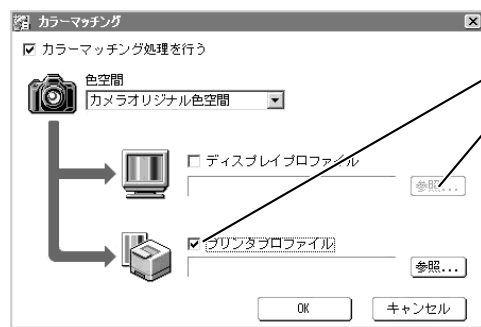 カラーマッチング
カラーマッチング処理を行う
色空間
カメラオリジナル色空間
ディスプレイプロファイル
参照...
プリンタプロファイル
参照...
OK
キャンセル